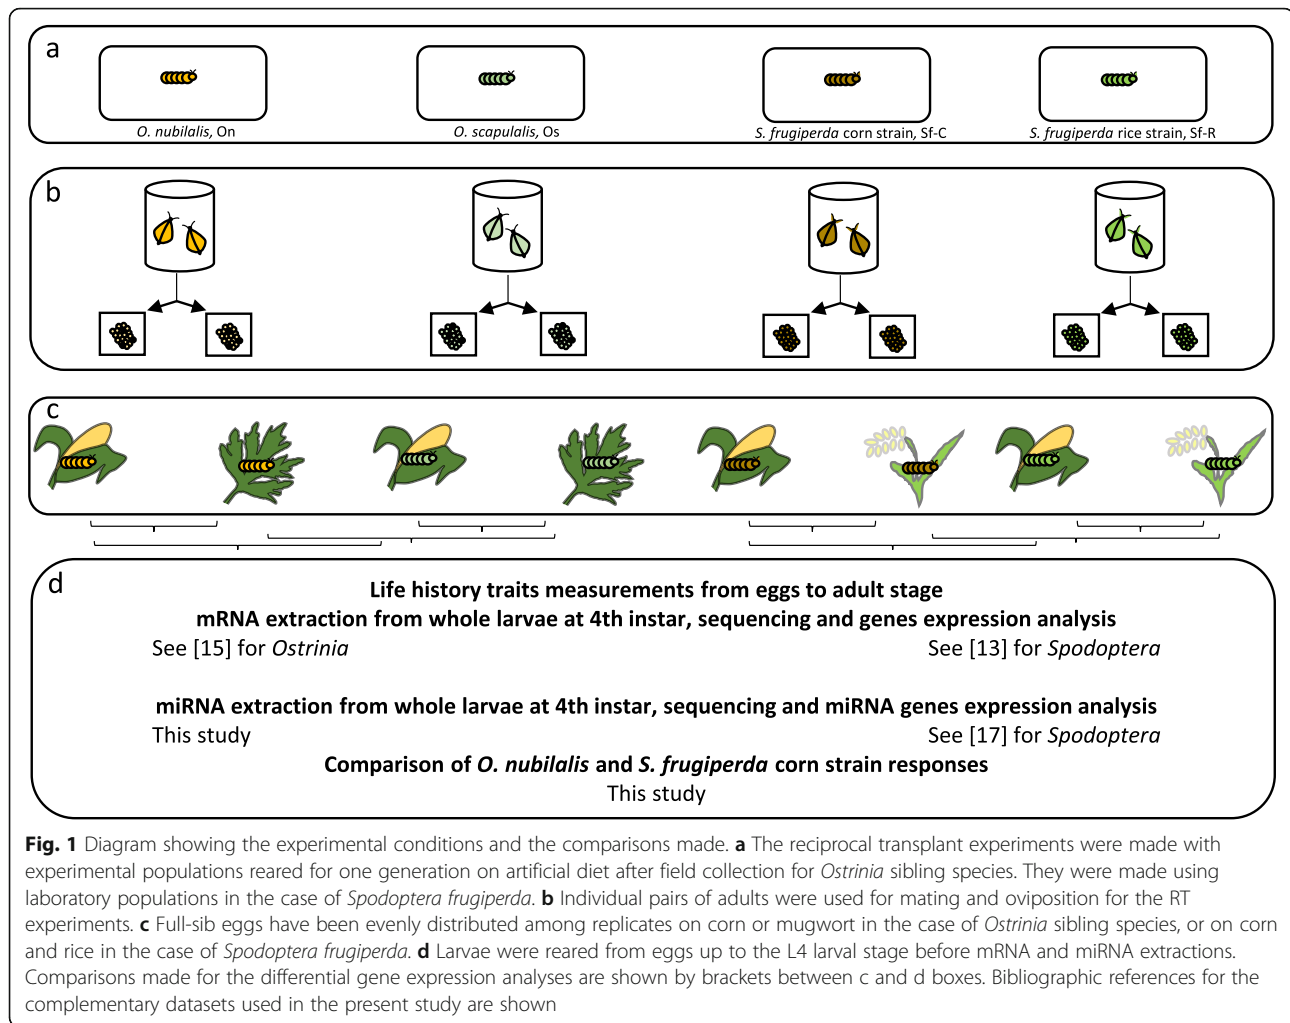 a
O. nubilalis, On
O. scapulalis, Os
S. frugiperda corn strain, Sf-C
S. frugiperda rice strain, Sf-R
b
c
d
Life history traits measurements from eggs to adult stage
mRNA extraction from whole larvae at 4th instar, sequencing and genes expression analysis
See [15] for Ostrinia
See [13] for Spodoptera
miRNA extraction from whole larvae at 4th instar, sequencing and miRNA genes expression analysis
This study
See [17] for Spodoptera
Comparison of O. nubilalis and S. frugiperda corn strain responses
This study
Fig. 1 Diagram showing the experimental conditions and the comparisons made. a The reciprocal transplant experiments were made with
experimental populations reared for one generation on artificial diet after field collection for Ostrinia sibling species. They were made using
laboratory populations in the case of Spodoptera frugiperda. b Individual pairs of adults were used for mating and oviposition for the RT
experiments. c Full-sib eggs have been evenly distributed among replicates on corn or mugwort in the case of Ostrinia sibling species, or on corn
and rice in the case of Spodoptera frugiperda. d Larvae were reared from eggs up to the L4 larval stage before mRNA and miRNA extractions.
Comparisons made for the differential gene expression analyses are shown by brackets between c and d boxes. Bibliographic references for the
complementary datasets used in the present study are shown